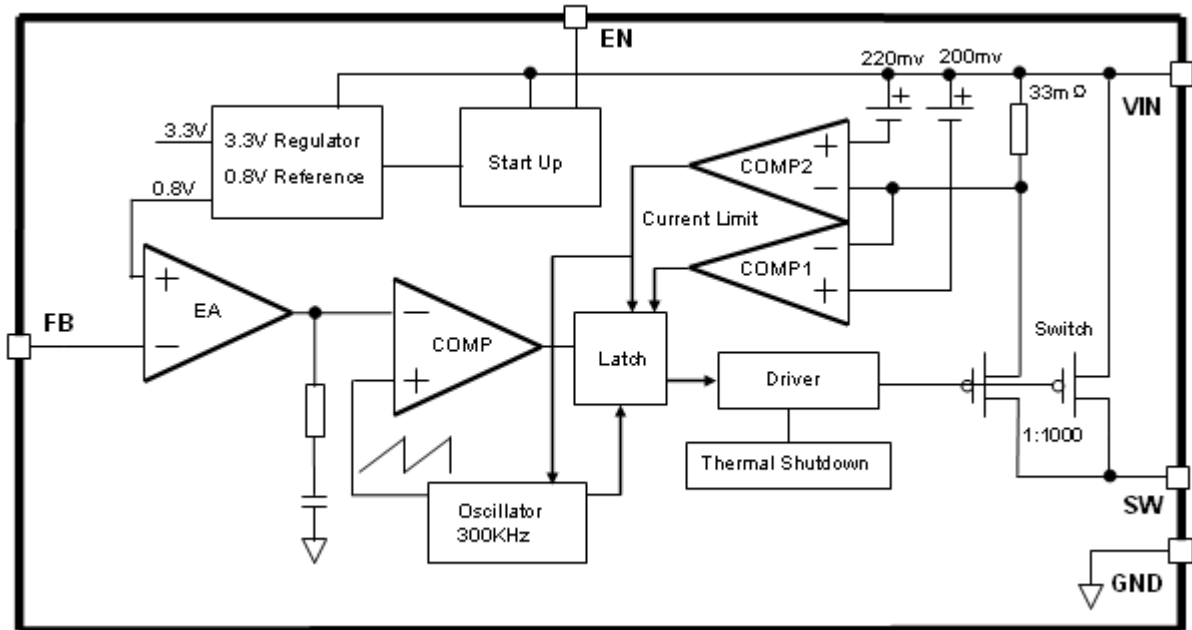 EN
220mv
200mv
33mΩ
VIN
3.3V
3.3V Regulator
0.8V Reference
Start Up
0.8V
COMP2
Current Limit
COMP1
EA
FB
COMP
Latch
Switch
Driver
1:1000
Thermal Shutdown
Oscillator
300KHz
SW
GND